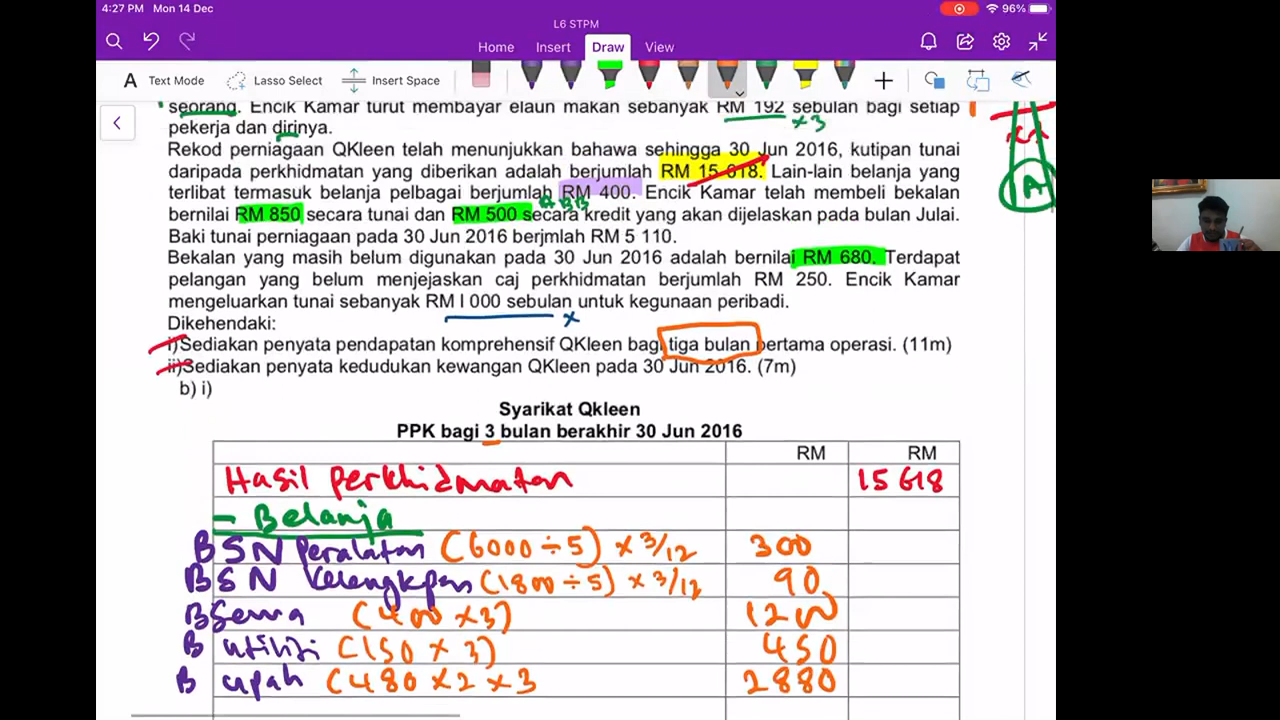 4:27 PM Mon 14 Dec
96%
L6 STPM
Home Insert Draw View
Text Mode Lasso Select Insert Space
seorang. Encik Kamar turut membayar elaun makan sebanyak RM 192 sebulan bagi setiap
×3
pekerja dan dirinya.
Rekod perniagaan QKleen telah menunjukkan bahawa sehingga 30 Jun 2016, kutipan tunai
daripada perkhidmatan yang diberikan adalah berjumlah RM 15 618. Lain-lain belanja yang
terlibat termasuk belanja pelbagai berjumlah RM 400. Encik Kamar telah membeli bekalan
bernilai RM 850 secara tunai dan RM 500 secara kredit yang akan dijelaskan pada bulan Julai.
Baki tunai perniagaan pada 30 Jun 2016 berjmlah RM 5 110.
Bekalan yang masih belum digunakan pada 30 Jun 2016 adalah bernilai RM 680. Terdapat
pelangan yang belum menjejaskan caj perkhidmatan berjumlah RM 250. Encik Kamar
mengeluarkan tunai sebanyak RM I 000 sebulan untuk kegunaan peribadi.
x
Dikehendaki:
i)Sediakan penyata pendapatan komprehensif QKleen bagi tiga bulan pertama operasi. (11m)
ii)Sediakan penyata kedudukan kewangan QKleen pada 30 Jun 2016. (7m)
b) i)
Syarikat Qkleen
PPK bagi 3 bulan berakhir 30 Jun 2016
RM RM
Hasil Perkhidmatan 15 618
- Belanja
BSN Peralatan (6000 ÷ 5) × 3/12 300
BSN Kelengkpan (1800 ÷ 5) × 3/12 90
B Sewa (400 × 3) 1200
B utiliti (150 × 3) 450
B upah (480 × 2 × 3 2880
A